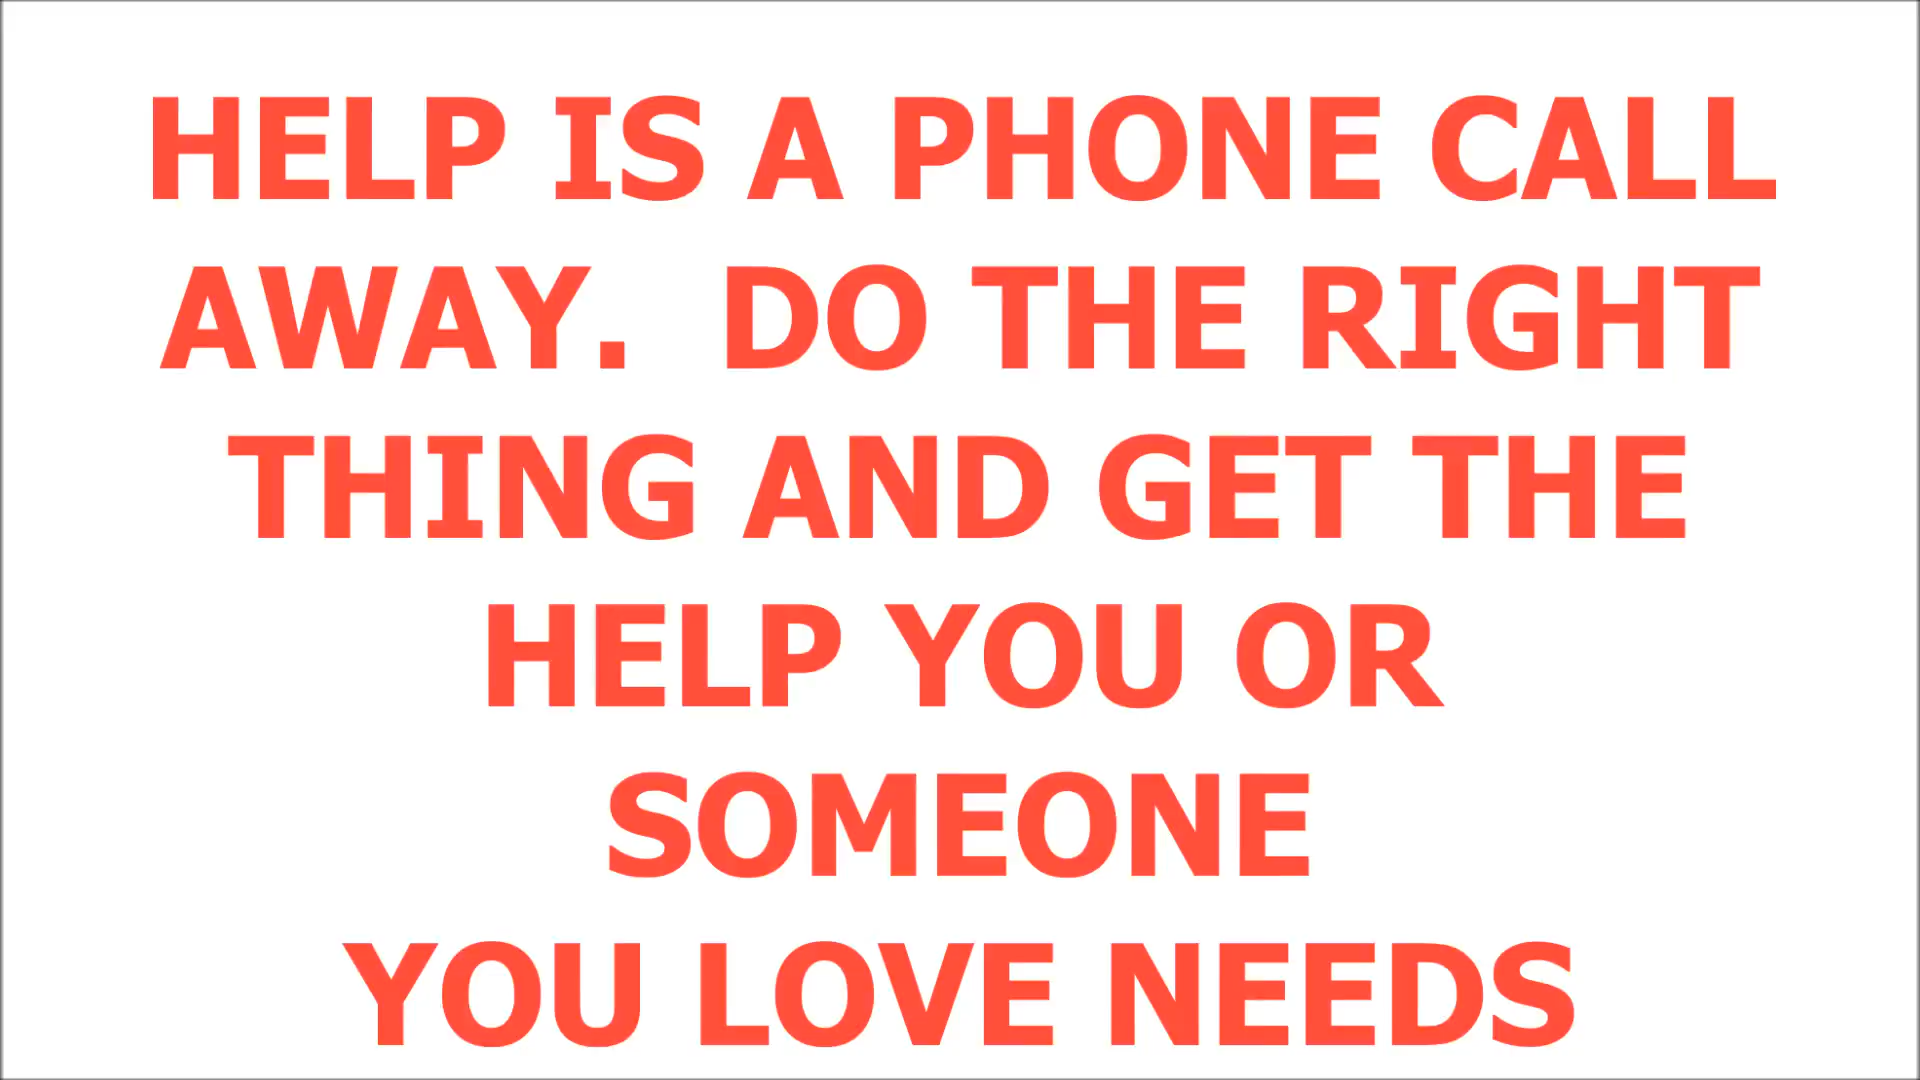 HELP IS A PHONE CALL
AWAY.  DO THE RIGHT
THING AND GET THE
HELP YOU OR
SOMEONE
YOU LOVE NEEDS